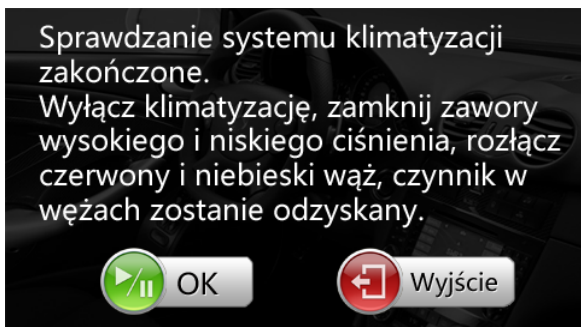 Sprawdzanie systemu klimatyzacji
zakończone.
Wyłącz klimatyzację, zamknij zawory
wysokiego i niskiego ciśnienia, rozłącz
czerwony i niebieski wąż, czynnik w
wężach zostanie odzyskany.
OK
Wyjście